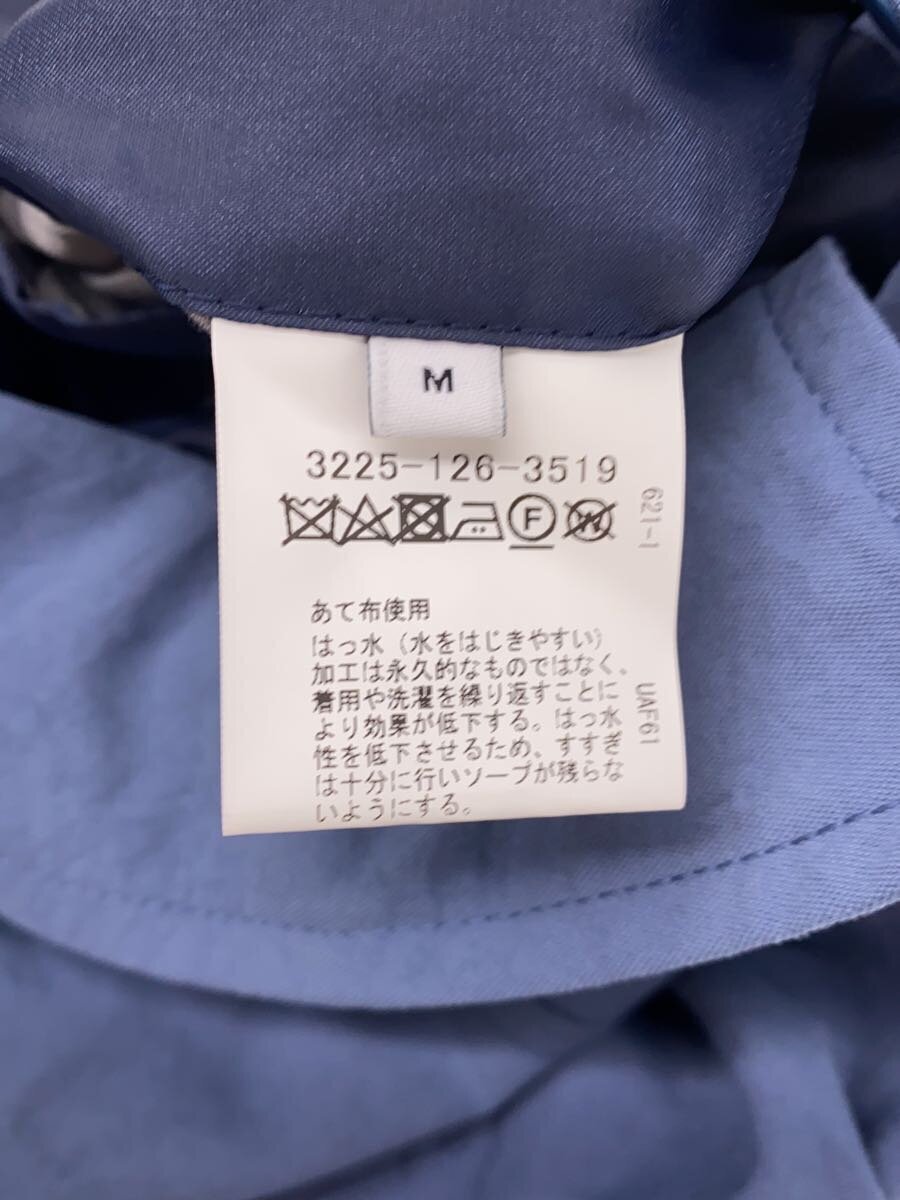 M
3225-126-3519
F
W
621-1
あて布使用
はっ水（水をはじきやすい）
加工は永久的なものではなく、
着用や洗濯を繰り返すことに
より効果が低下する。はっ水
性を低下させるため、すすぎ
は十分に行いソープが残らな
いようにする。
UAF61